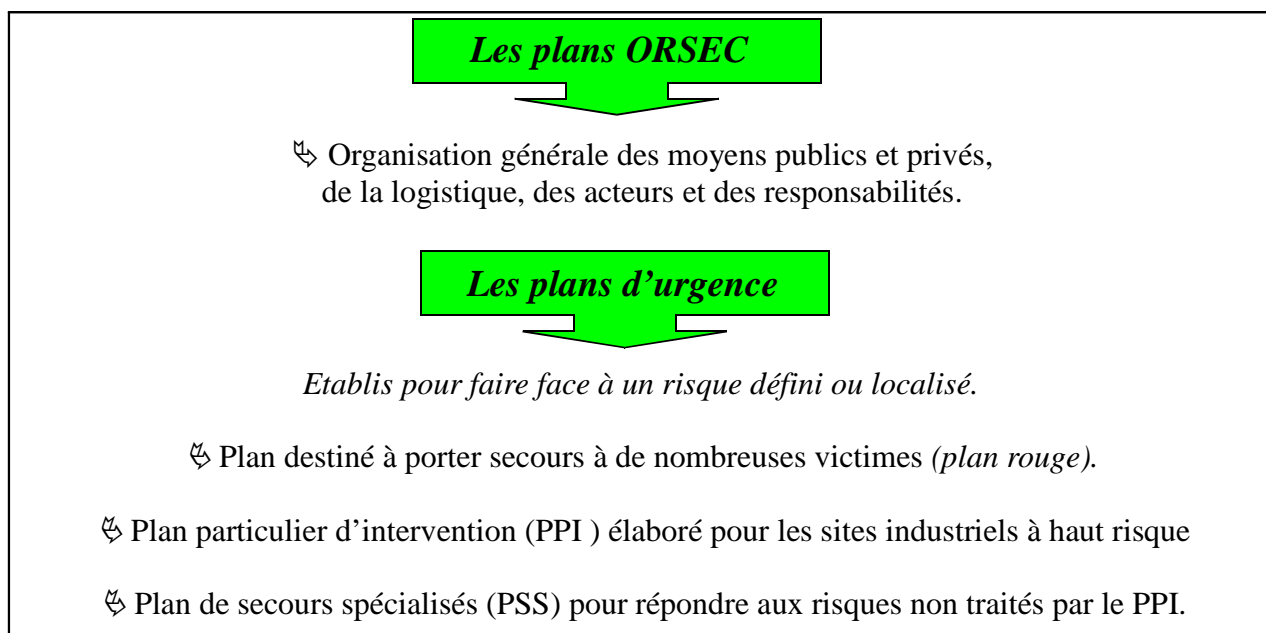 Les plans ORSEC
Organisation générale des moyens publics et privés,
de la logistique, des acteurs et des responsabilités.
Les plans d’urgence
Etablis pour faire face à un risque défini ou localisé.
Plan destiné à porter secours à de nombreuses victimes (plan rouge).
Plan particulier d’intervention (PPI ) élaboré pour les sites industriels à haut risque
Plan de secours spécialisés (PSS) pour répondre aux risques non traités par le PPI.